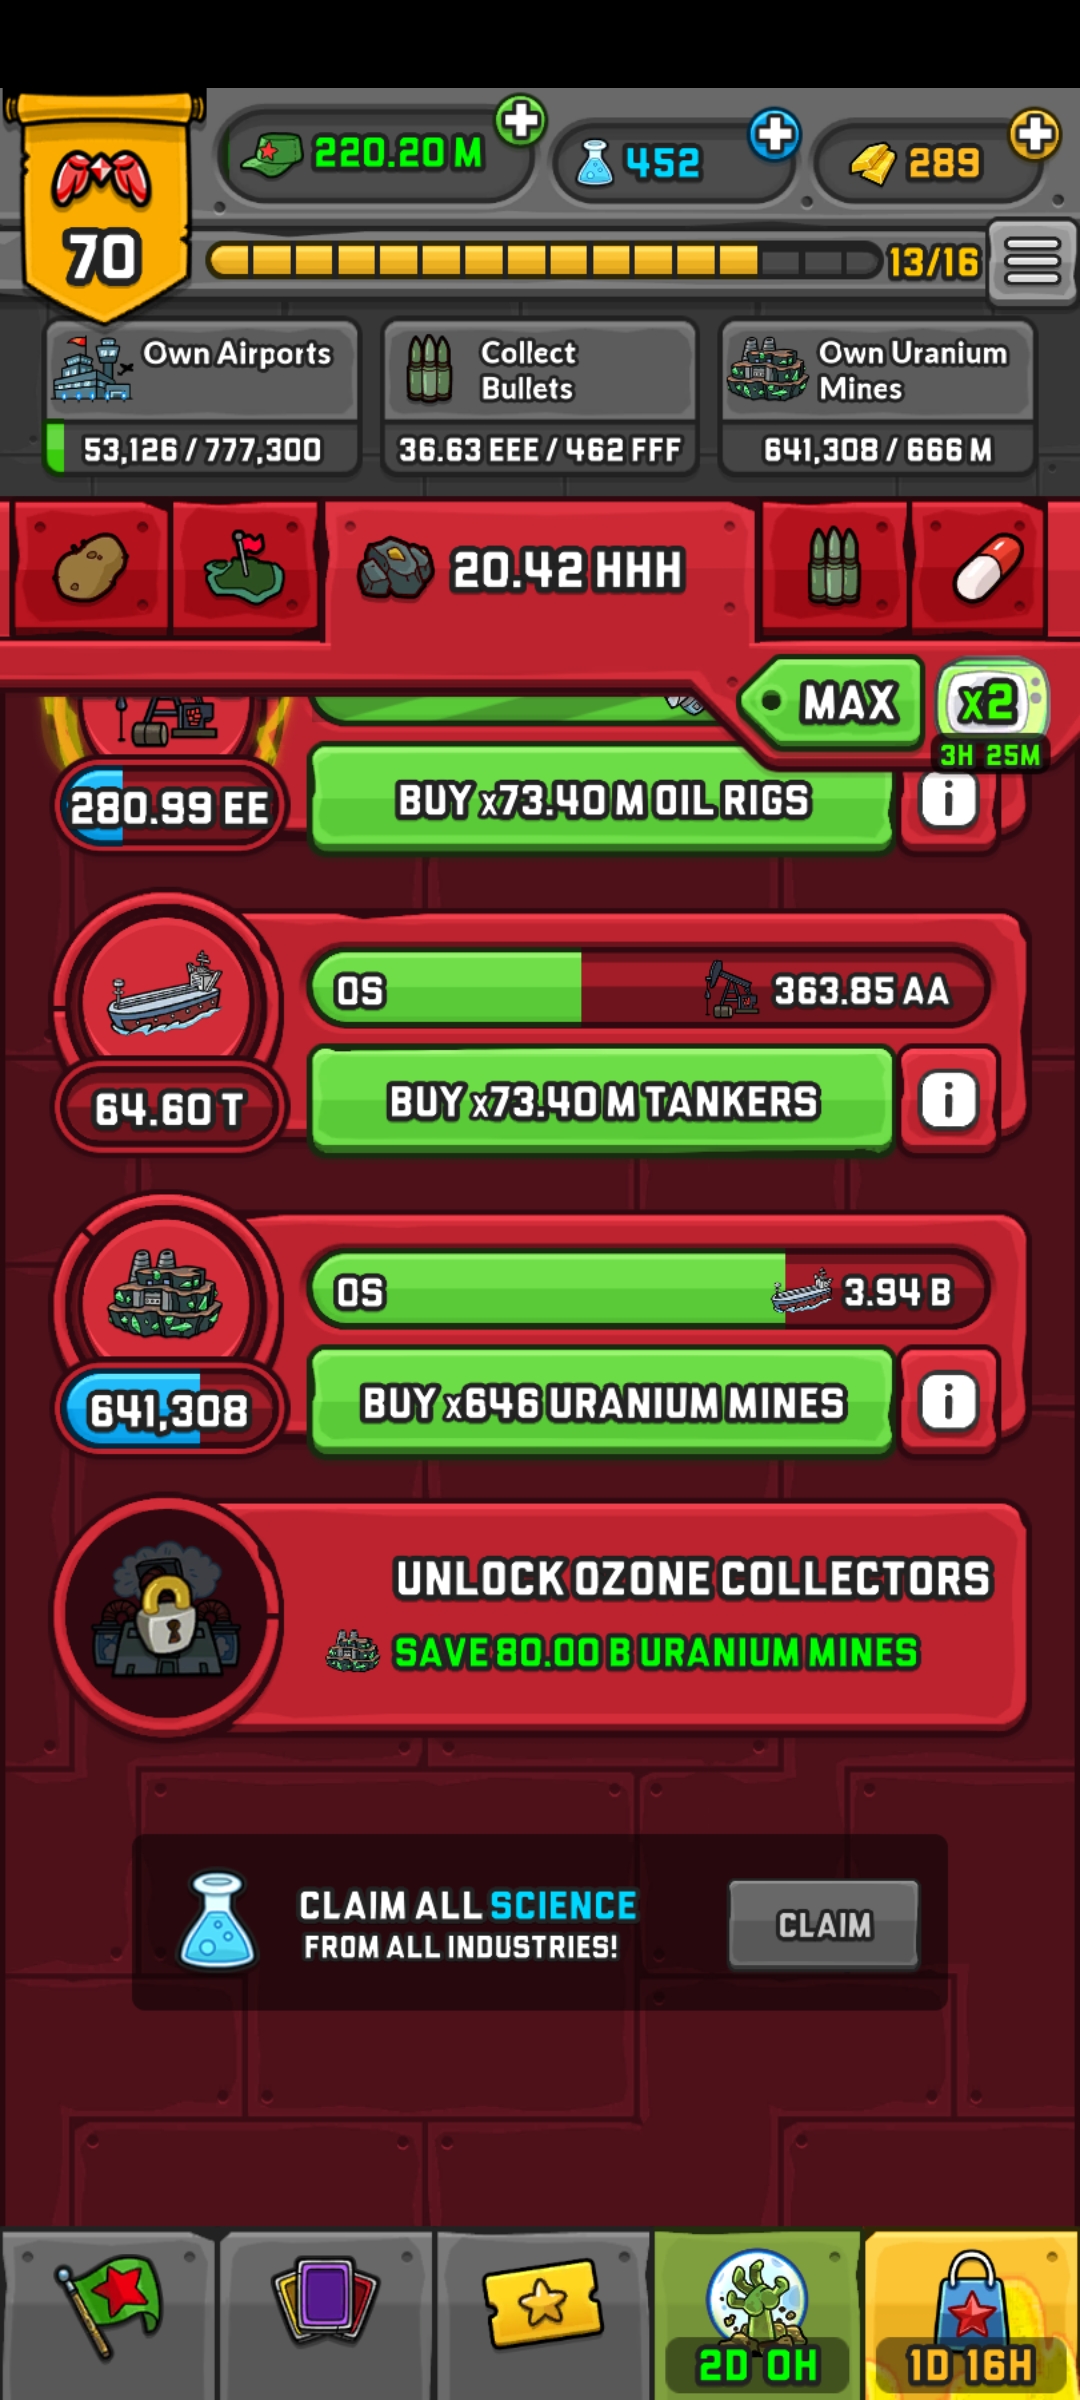 220.20 M
452
289
70
13/16
Own Airports
53,126 / 777,300
Collect
Bullets
36.63 EEE / 462 FFF
Own Uranium
Mines
641,308 / 666 M
20.42 HHH
MAX
x2
3H 25M
280.99 EE
BUY x73.40 M OIL RIGS
i
0S
363.85 AA
64.60 T
BUY x73.40 M TANKERS
i
0S
3.94 B
641,308
BUY x646 URANIUM MINES
i
UNLOCK OZONE COLLECTORS
SAVE 80.00 B URANIUM MINES
CLAIM ALL SCIENCE
FROM ALL INDUSTRIES!
CLAIM
2D 0H
1D 16H